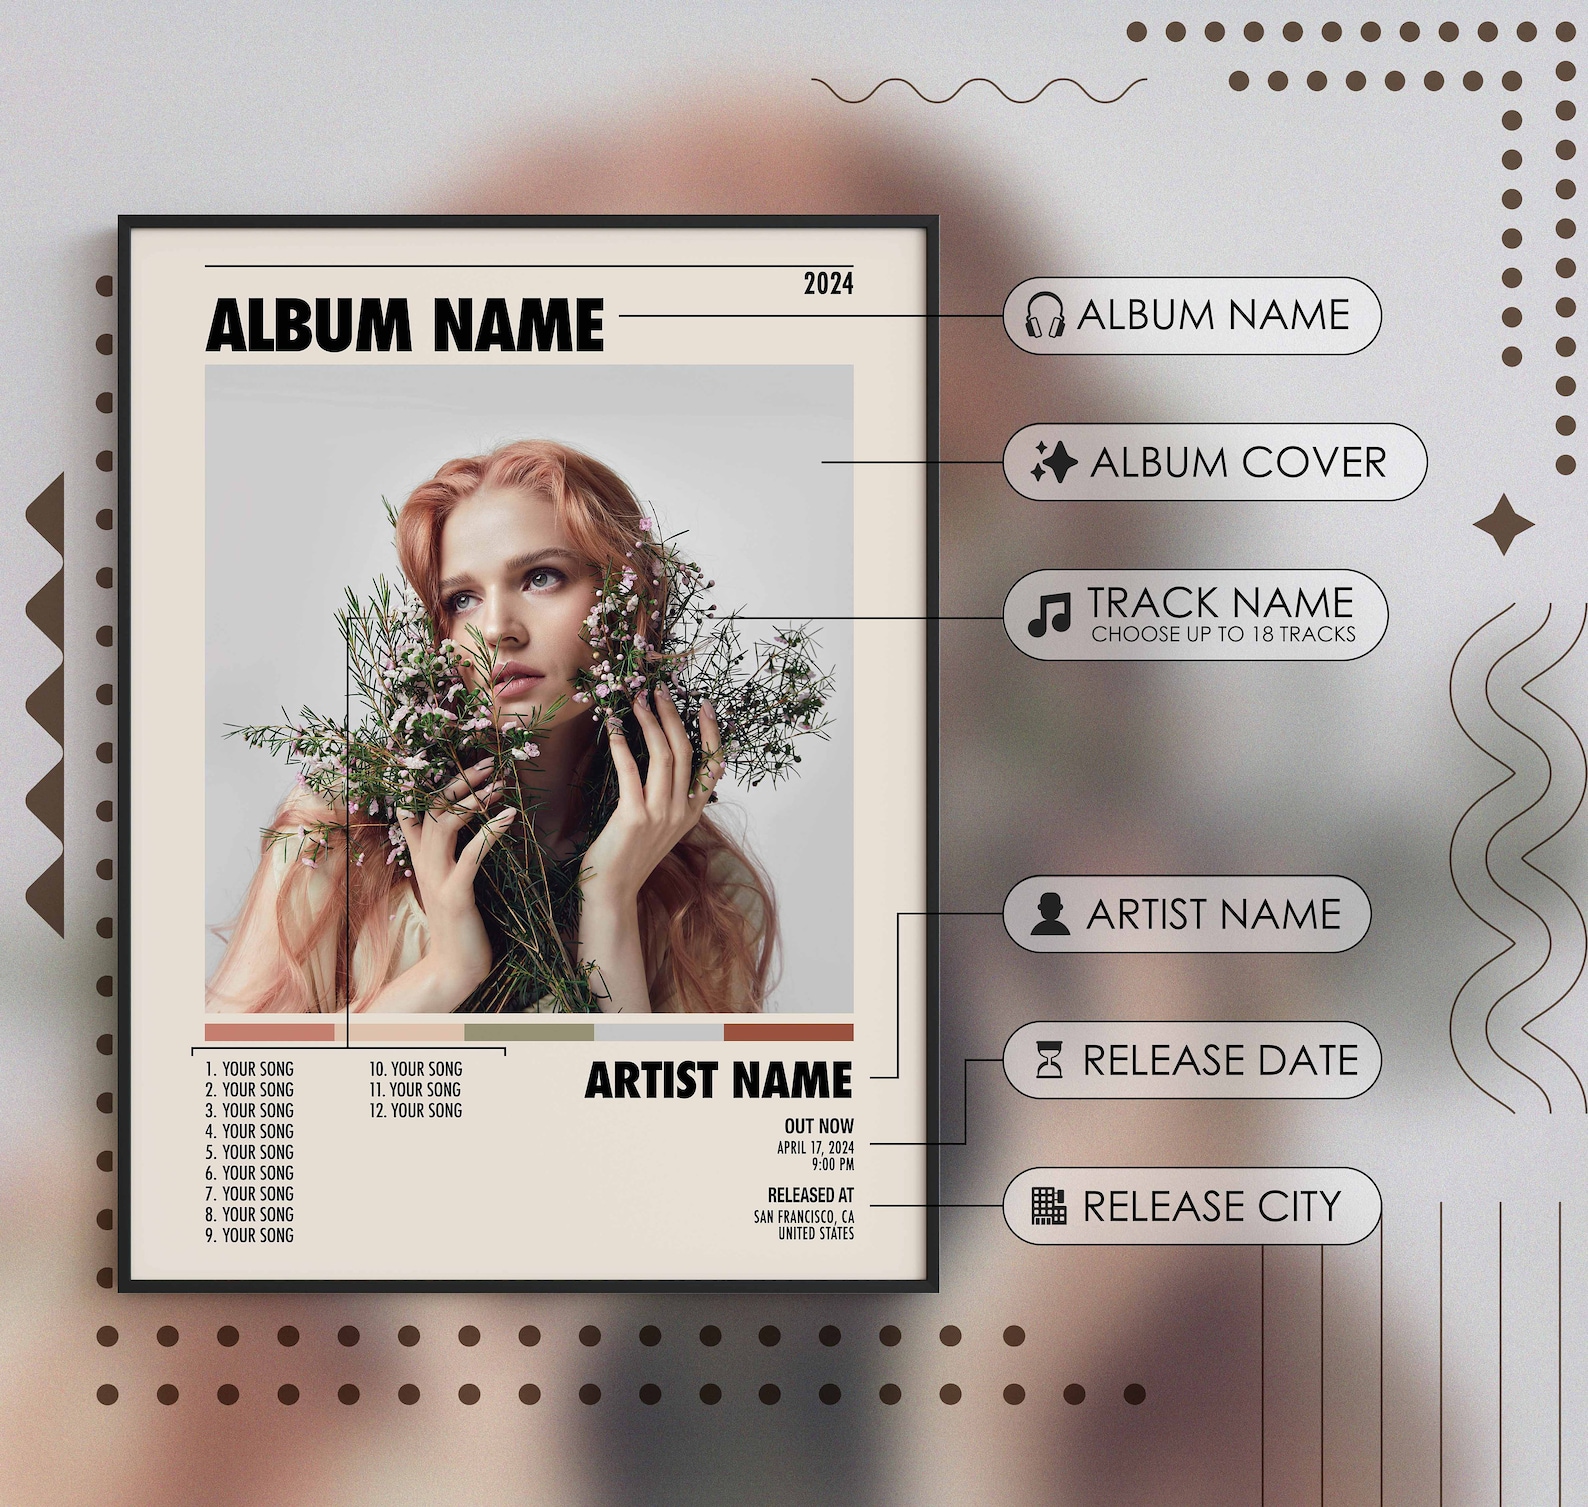 2024
ALBUM NAME
1. YOUR SONG
2. YOUR SONG
3. YOUR SONG
4. YOUR SONG
5. YOUR SONG
6. YOUR SONG
7. YOUR SONG
8. YOUR SONG
9. YOUR SONG
10. YOUR SONG
11. YOUR SONG
12. YOUR SONG
ARTIST NAME
OUT NOW
APRIL 17, 2024
9:00 PM
RELEASED AT
SAN FRANCISCO, CA
UNITED STATES
ALBUM NAME
ALBUM COVER
TRACK NAME
CHOOSE UP TO 18 TRACKS
ARTIST NAME
RELEASE DATE
RELEASE CITY